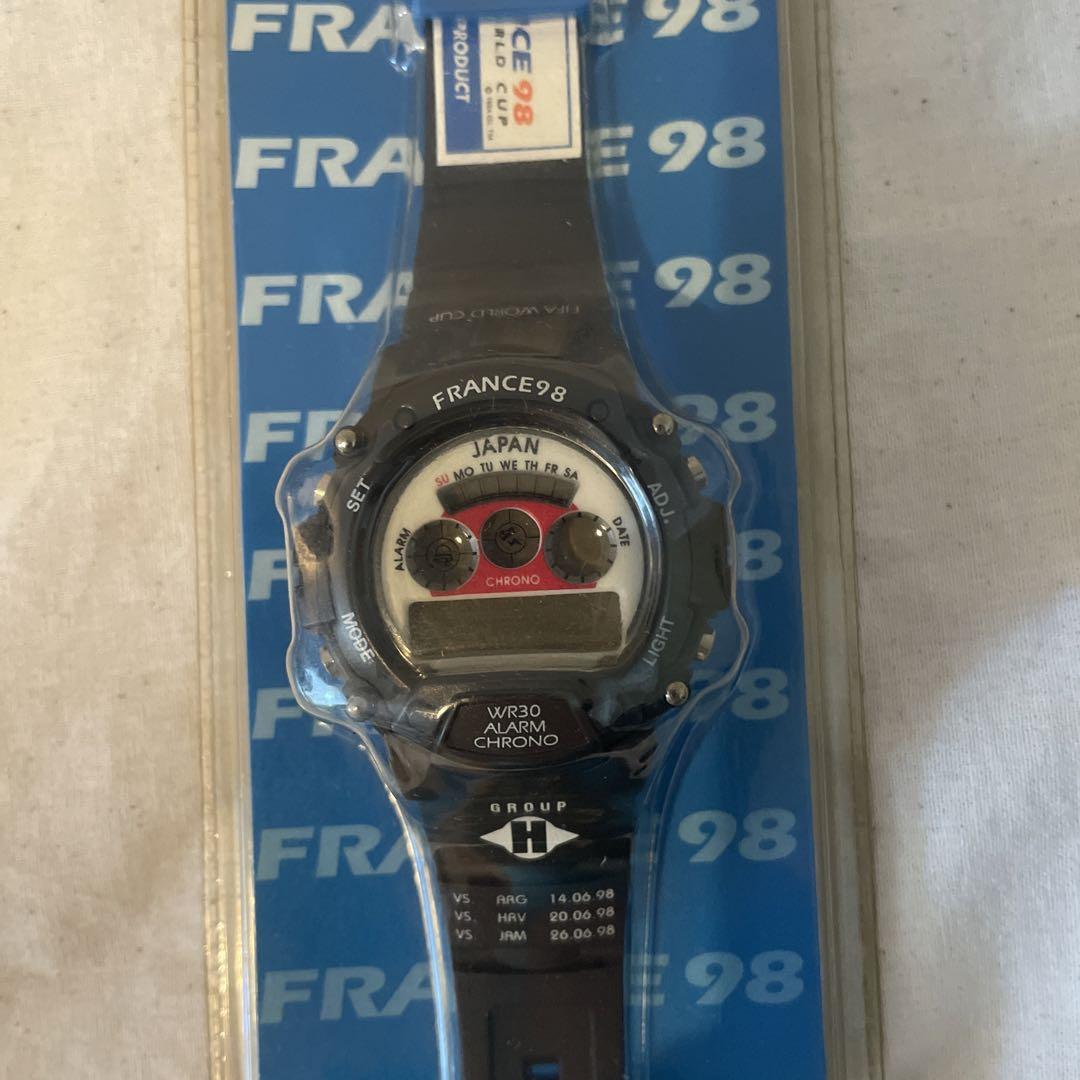 FRA 98
CE 98
RLD CUP
PRODUCT
FRANCE 98
FIFA WORLD CUP
FRANCE 98
FRANCE98
JAPAN
SU MO TU WE TH FR SA
SET
ADJ.
ALARM
DATE
CHRONO
MODE
LIGHT
WR30
ALARM
CHRONO
GROUP
H
VS. ARG 14.06.98
VS. HRV 20.06.98
VS. JAM 26.06.98
FRA 98
FRA E 98